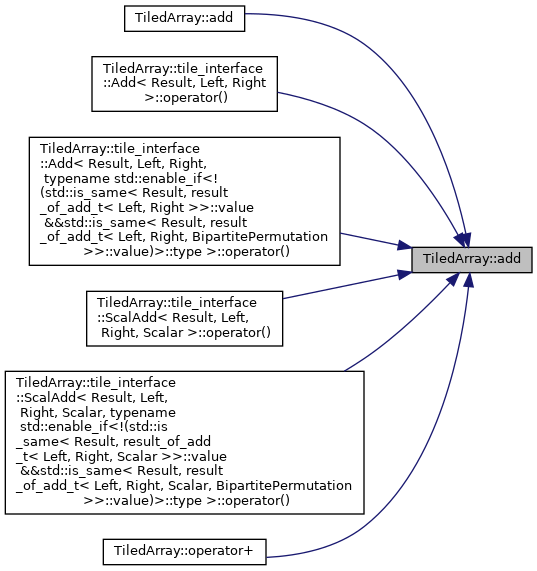 TiledArray::add
TiledArray::tile_interface
::Add< Result, Left, Right
>::operator()
TiledArray::tile_interface
::Add< Result, Left, Right,
typename std::enable_if<!
(std::is_same< Result, result
_of_add_t< Left, Right >>::value
&&std::is_same< Result, result
_of_add_t< Left, Right, BipartitePermutation
>>::value)>::type >::operator()
TiledArray::add
TiledArray::tile_interface
::ScalAdd< Result, Left,
Right, Scalar >::operator()
TiledArray::tile_interface
::ScalAdd< Result, Left,
Right, Scalar, typename
std::enable_if<!(std::is
_same< Result, result_of_add
_t< Left, Right, Scalar >>::value
&&std::is_same< Result, result
_of_add_t< Left, Right, Scalar, BipartitePermutation
>>::value)>::type >::operator()
TiledArray::operator+